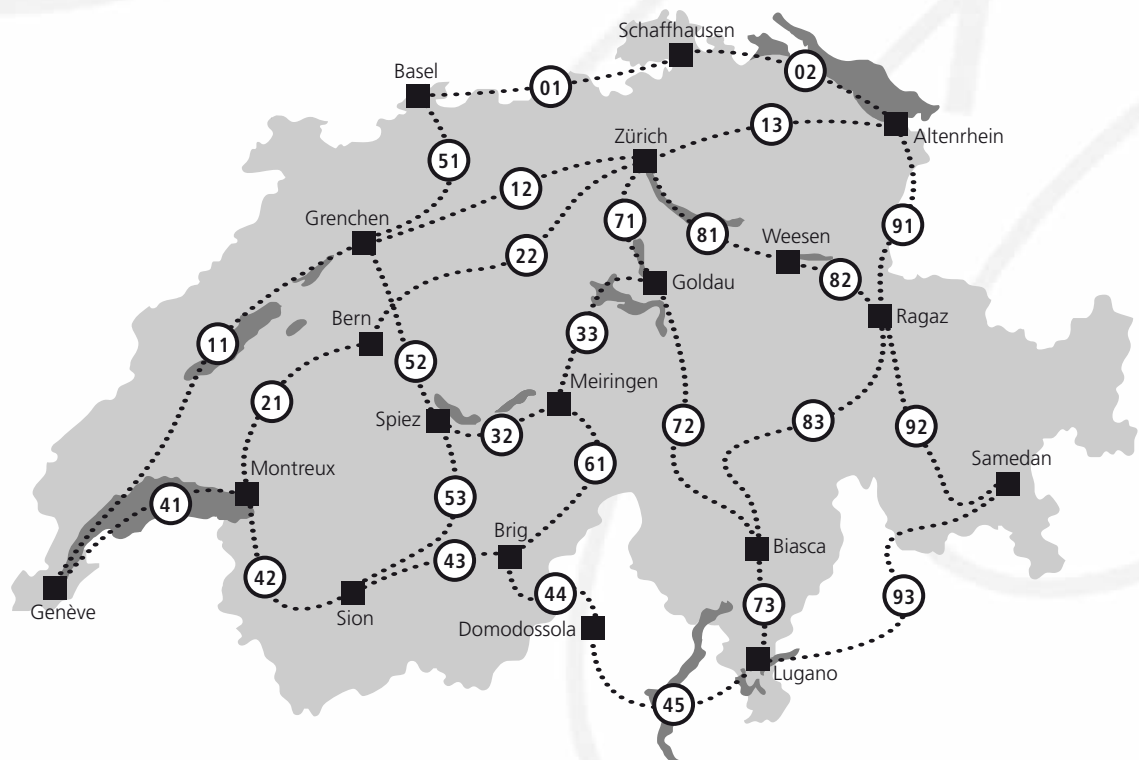 Schaffhausen
Basel
01
02
Zürich
13
Altenrhein
51
12
Grenchen
71
81
91
22
Weesen
82
Goldau
Bern
Ragaz
11
33
52
Meiringen
21
Spiez
32
72
83
92
Montreux
61
Samedan
41
53
Brig
43
Biasca
42
44
73
93
Genève
Sion
Domodossola
Lugano
45